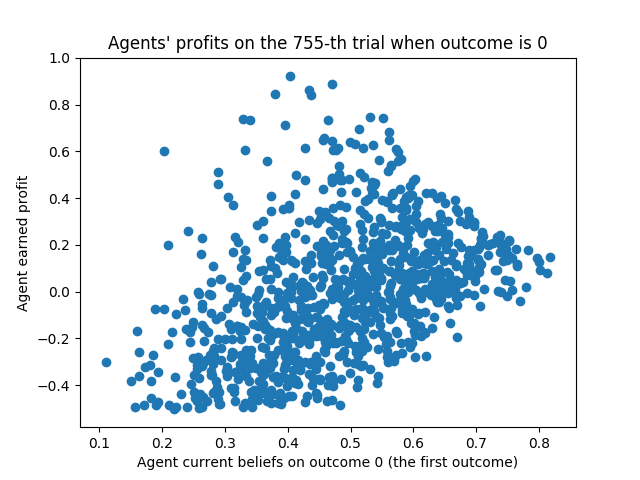 Agents' profits on the 755-th trial when outcome is 0
Agent earned profit
1.0
0.8
0.6
0.4
0.2
0.0
−0.2
−0.4
0.1 0.2 0.3 0.4 0.5 0.6 0.7 0.8
Agent current beliefs on outcome 0 (the first outcome)